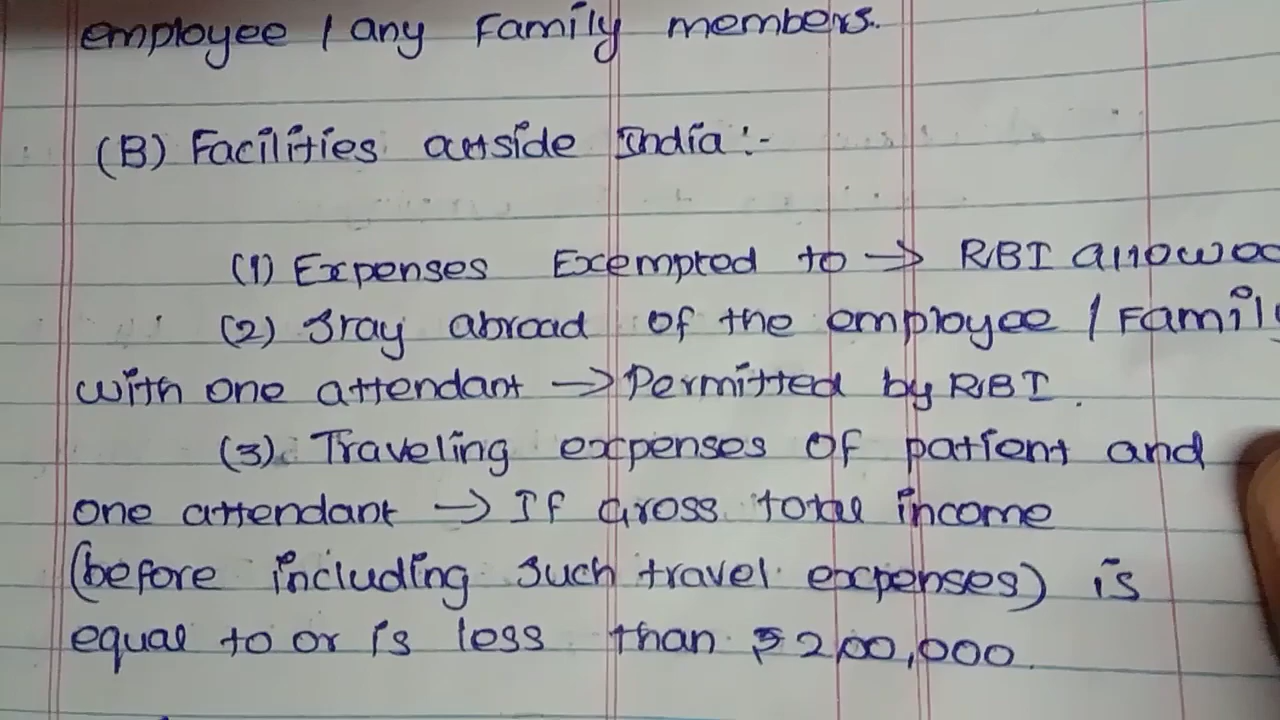 employee / any Family members.
(B) Facilities outside India :-
(1) Expenses Exempted to → RBI allowed
(2) Stay abroad of the employee / Family
with one attendant → Permitted by RBI.
(3). Traveling expenses of patient and
one attendant → If Gross total income
(before including such travel expenses) is
equal to or is less than ₹ 2,00,000.